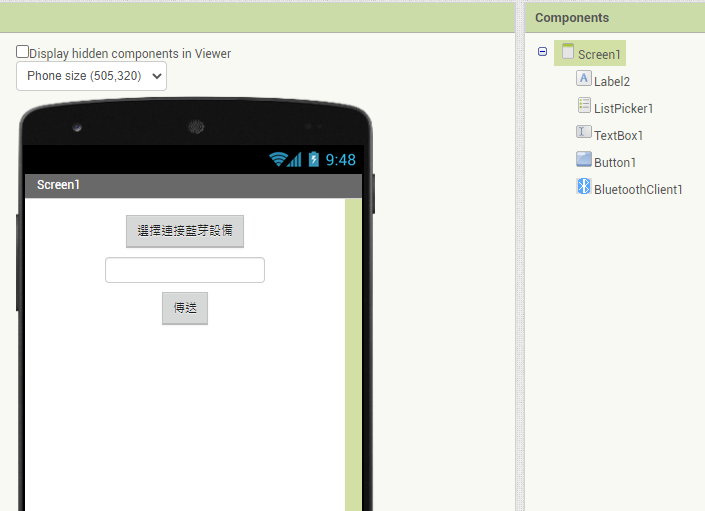 Components
Display hidden components in Viewer
Phone size (505,320)
9:48
Screen1
選擇連接藍芽設備
傳送
Screen1
Label2
ListPicker1
TextBox1
Button1
BluetoothClient1